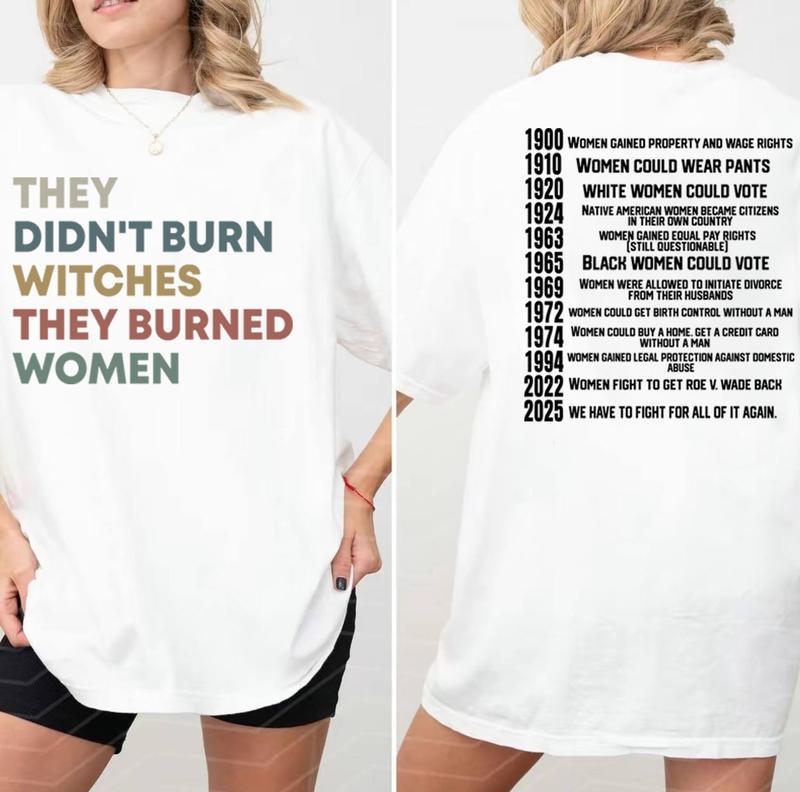 THEY
DIDN'T BURN
WITCHES
THEY BURNED
WOMEN
1900 WOMEN GAINED PROPERTY AND WAGE RIGHTS
1910 WOMEN COULD WEAR PANTS
1920 WHITE WOMEN COULD VOTE
1924 NATIVE AMERICAN WOMEN BECAME CITIZENS
IN THEIR OWN COUNTRY
1963 WOMEN GAINED EQUAL PAY RIGHTS
(STILL QUESTIONABLE)
1965 BLACK WOMEN COULD VOTE
1969 WOMEN WERE ALLOWED TO INITIATE DIVORCE
FROM THEIR HUSBANDS
1972 WOMEN COULD GET BIRTH CONTROL WITHOUT A MAN
1974 WOMEN COULD BUY A HOME. GET A CREDIT CARD
WITHOUT A MAN
1994 WOMEN GAINED LEGAL PROTECTION AGAINST DOMESTIC
ABUSE
2022 WOMEN FIGHT TO GET ROE V. WADE BACK
2025 WE HAVE TO FIGHT FOR ALL OF IT AGAIN.